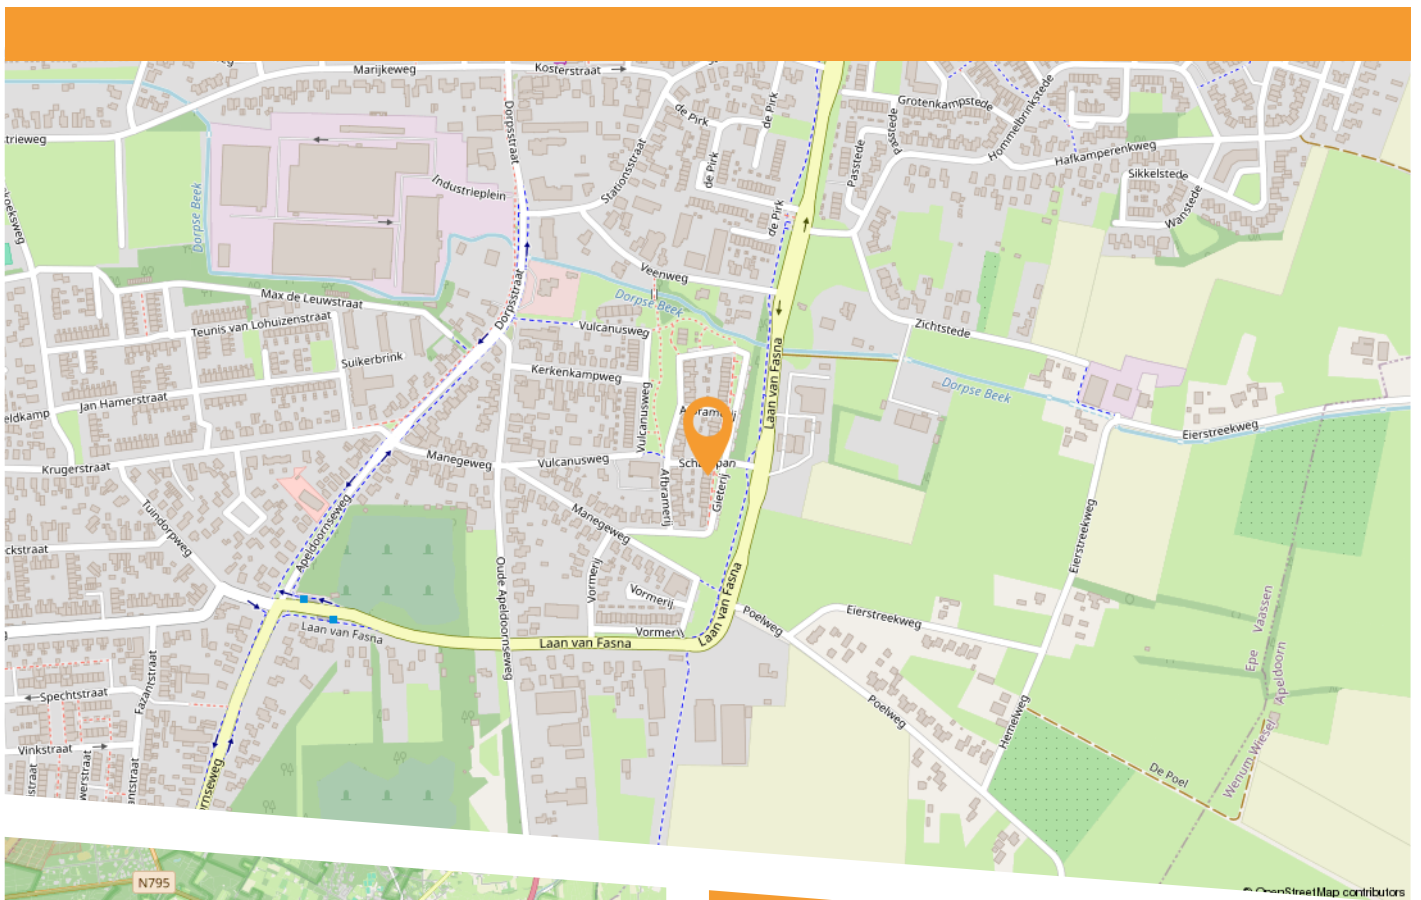 Marijkeweg
Kosterstraat
Grotenkampstede
Hommelbrinkstede
Hafkamperenkweg
Sikkelstede
Wanstede
Passtede
Passtede
de Pirk
de Pirk
de Pirk
de Pirk
Dorpsstraat
Stationsstraat
Industrieplein
Dorpse Beek
Veenweg
Dorpse Beek
Max de Leuwstraat
Teunis van Lohuizenstraat
Suikerbrink
Dorpsstraat
Vulcanusweg
Kerkenkampweg
Vulcanusweg
Zichtstede
Dorpse Beek
Laan van Fasna
Jan Hamerstraat
Krugerstraat
Manegeweg
Vulcanusweg
Afbramerij
Gieterij
Eierstreekweg
Eierstreekweg
Tuindorpweg
Apeldoornseweg
Manegeweg
Oude Apeldoornseweg
Vormerij
Vormerij
Laan van Fasna
Laan van Fasna
Laan van Fasna
Poelweg
Eierstreekweg
Poelweg
Hemelweg
De Poel
Epe
Vaassen
Apeldoorn
Wenum Wiesel
Spechtstraat
Fazantstraat
Vinkstraat
N795
© OpenStreetMap contributors